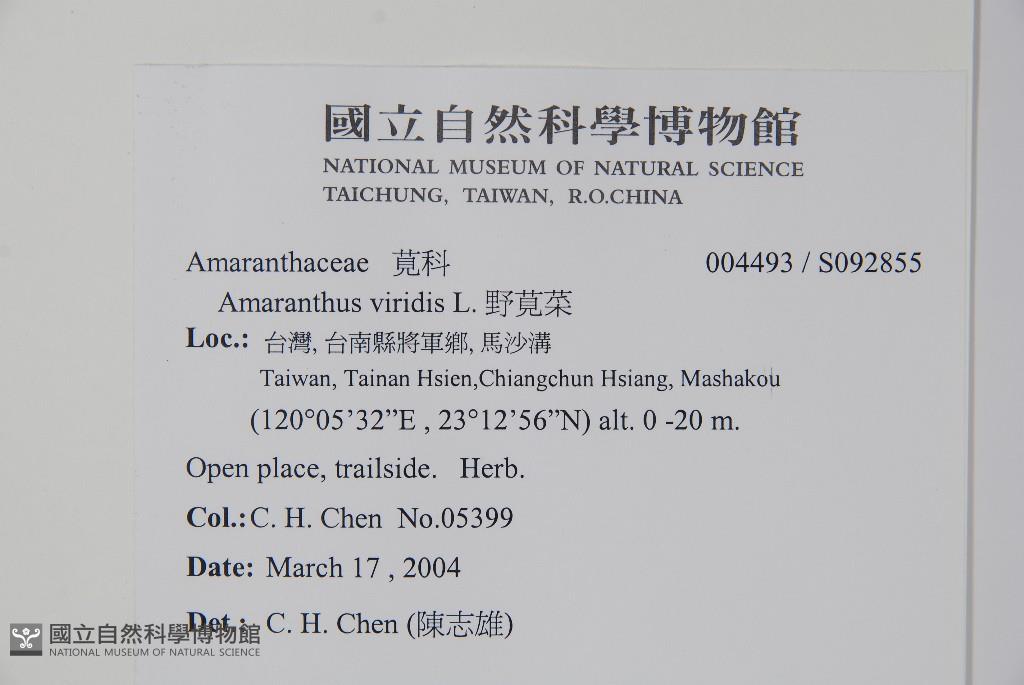 國立自然科學博物館
NATIONAL MUSEUM OF NATURAL SCIENCE
TAICHUNG, TAIWAN, R.O.CHINA
Amaranthaceae 莧科 004493 / S092855
Amaranthus viridis L. 野莧菜
Loc.: 台灣, 台南縣將軍鄉, 馬沙溝
Taiwan, Tainan Hsien,Chiangchun Hsiang, Mashakou
(120°05’32”E , 23°12’56”N) alt. 0 -20 m.
Open place, trailside. Herb.
Col.: C. H. Chen No.05399
Date: March 17 , 2004
Det.: C. H. Chen (陳志雄)
國立自然科學博物館
NATIONAL MUSEUM OF NATURAL SCIENCE